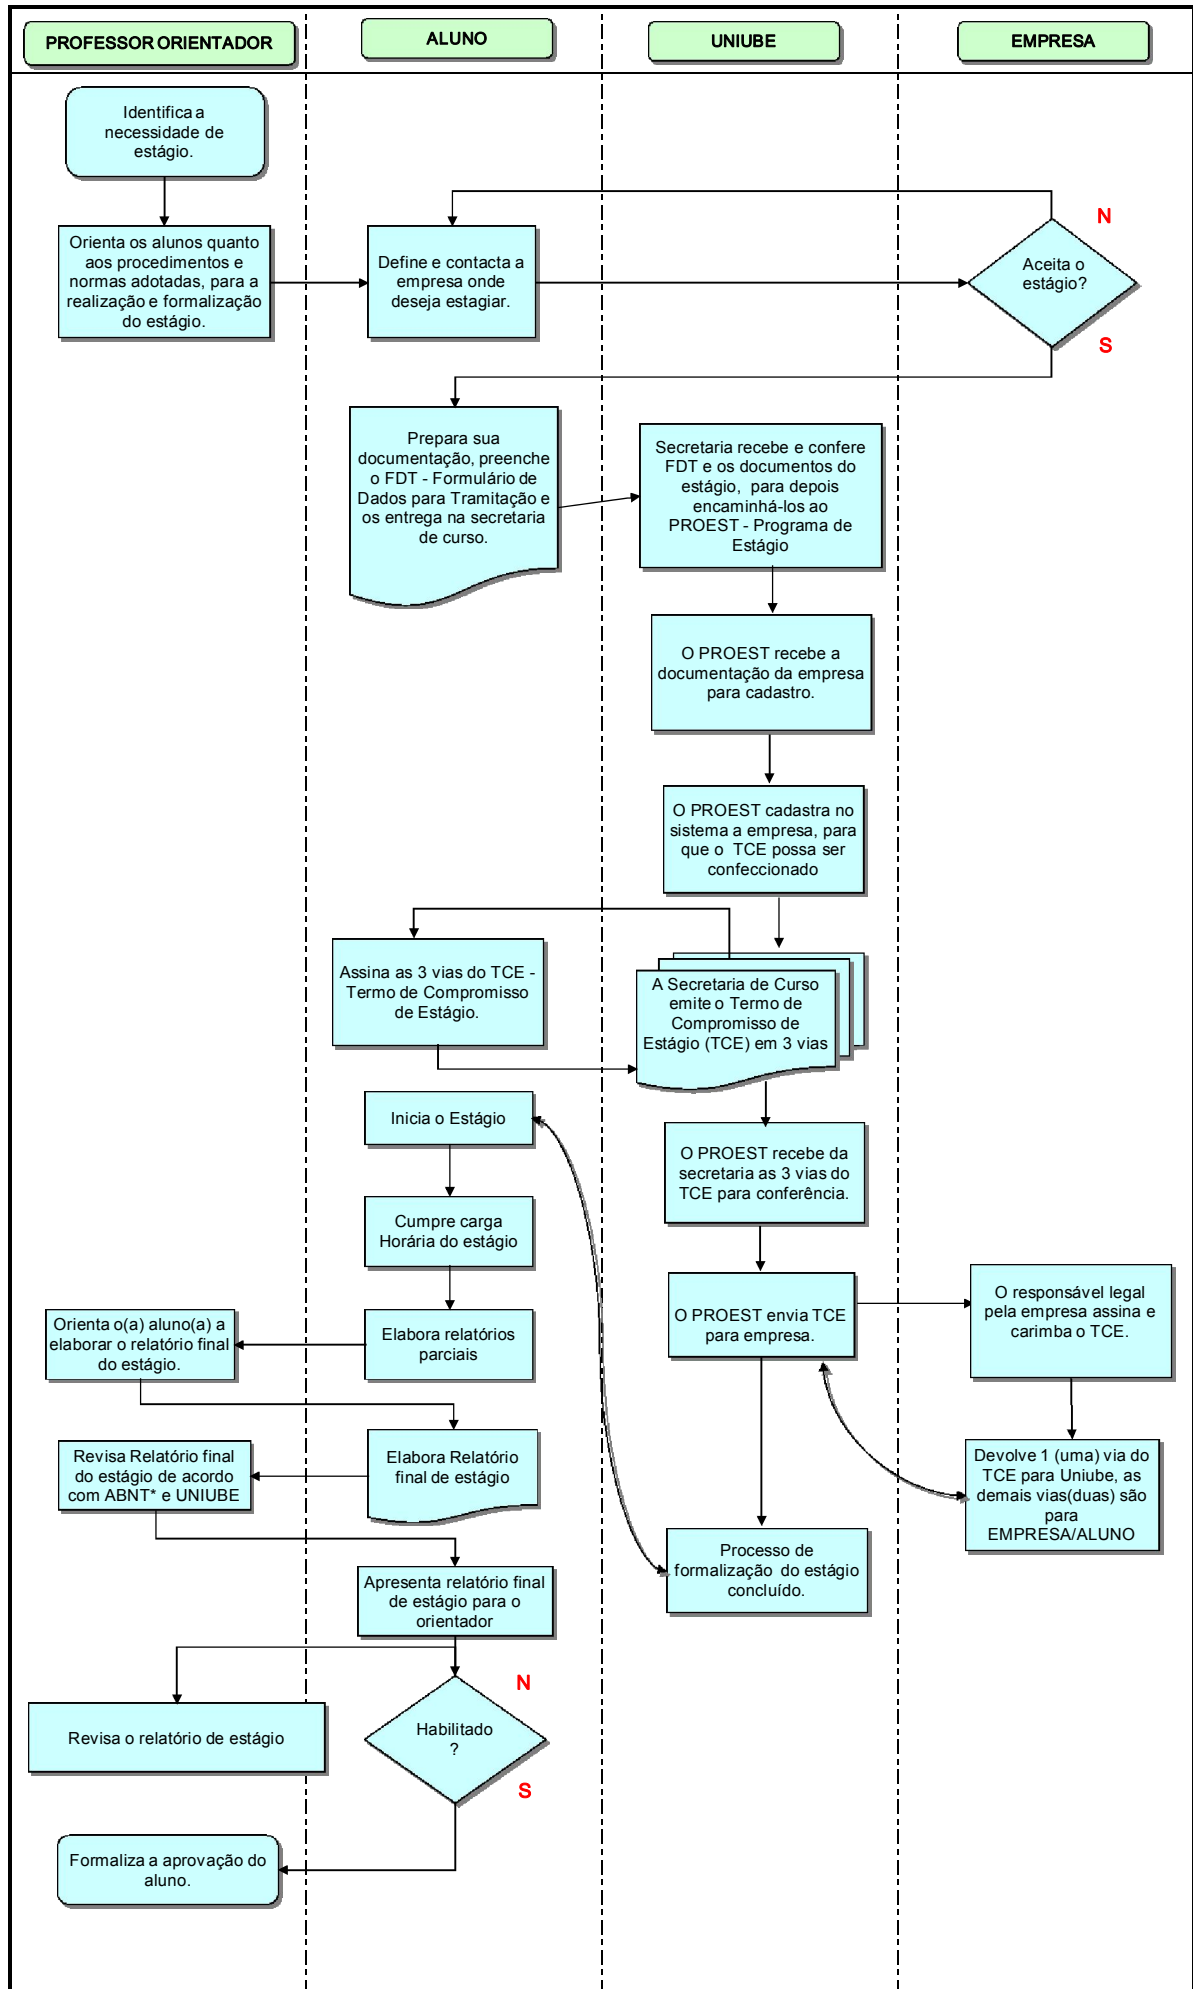 PROFESSOR ORIENTADOR
ALUNO
UNIUBE
EMPRESA
Identifica a
necessidade de
estágio.
Orienta os alunos quanto
aos procedimentos e
normas adotadas, para a
realização e formalização
do estágio.
Define e contacta a
empresa onde
deseja estagiar.
N
Aceita o
estágio?
S
Prepara sua
documentação, preenche
o FDT - Formulário de
Dados para Tramitação e
os entrega na secretaria
de curso.
Secretaria recebe e confere
FDT e os documentos do
estágio, para depois
encaminhá-los ao
PROEST - Programa de
Estágio
O PROEST recebe a
documentação da empresa
para cadastro.
O PROEST cadastra no
sistema a empresa, para
que o TCE possa ser
confeccionado
Assina as 3 vias do TCE -
Termo de Compromisso
de Estágio.
A Secretaria de Curso
emite o Termo de
Compromisso de
Estágio (TCE) em 3 vias
Inicia o Estágio
O PROEST recebe da
secretaria as 3 vias do
TCE para conferência.
Cumpre carga
Horária do estágio
O PROEST envia TCE
para empresa.
O responsável legal
pela empresa assina e
carimba o TCE.
Orienta o(a) aluno(a) a
elaborar o relatório final
do estágio.
Elabora relatórios
parciais
Revisa Relatório final
do estágio de acordo
com ABNT* e UNIUBE
Elabora Relatório
final de estágio
Devolve 1 (uma) via do
TCE para Uniube, as
demais vias(duas) são
para
EMPRESA/ALUNO
Processo de
formalização do estágio
concluído.
Apresenta relatório final
de estágio para o
orientador
N
Revisa o relatório de estágio
Habilitado
?
S
Formaliza a aprovação do
aluno.